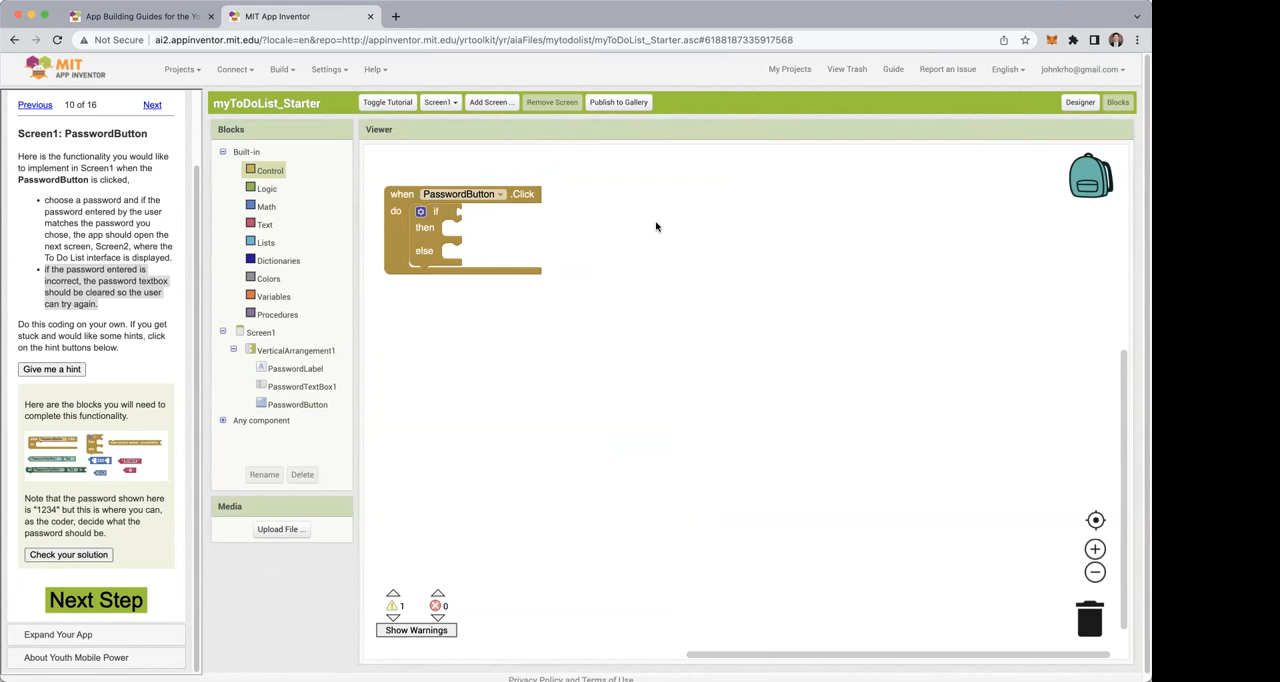 App Building Guides for the Yo
MIT App Inventor
Not Secure
ai2.appinventor.mit.edu/?locale=en&repo=http://appinventor.mit.edu/yrtoolkit/yr/aiaFiles/mytodolist/myToDoList_Starter.asc#6188187335917568
MIT
APP INVENTOR
Projects
Connect
Build
Settings
Help
My Projects
View Trash
Guide
Report an Issue
English
johnkrho@gmail.com
Previous
10 of 16
Next
myToDoList_Starter
Toggle Tutorial
Screen1
Add Screen ...
Remove Screen
Publish to Gallery
Designer
Blocks
Screen1: PasswordButton
Here is the functionality you would like
to implement in Screen1 when the
PasswordButton is clicked,
choose a password and if the
password entered by the user
matches the password you
chose, the app should open the
next screen, Screen2, where the
To Do List interface is displayed.
if the password entered is
incorrect, the password textbox
should be cleared so the user
can try again.
Do this coding on your own. If you get
stuck and would like some hints, click
on the hint buttons below.
Give me a hint
Here are the blocks you will need to
complete this functionality.
Note that the password shown here
is "1234" but this is where you can,
as the coder, decide what the
password should be.
Check your solution
Next Step
Expand Your App
About Youth Mobile Power
Blocks
Built-in
Control
Logic
Math
Text
Lists
Dictionaries
Colors
Variables
Procedures
Screen1
VerticalArrangement1
PasswordLabel
PasswordTextBox1
PasswordButton
Any component
Rename
Delete
Media
Upload File ...
Viewer
when PasswordButton .Click
do if
then
else
1
0
Show Warnings
Privacy Policy and Terms of Use